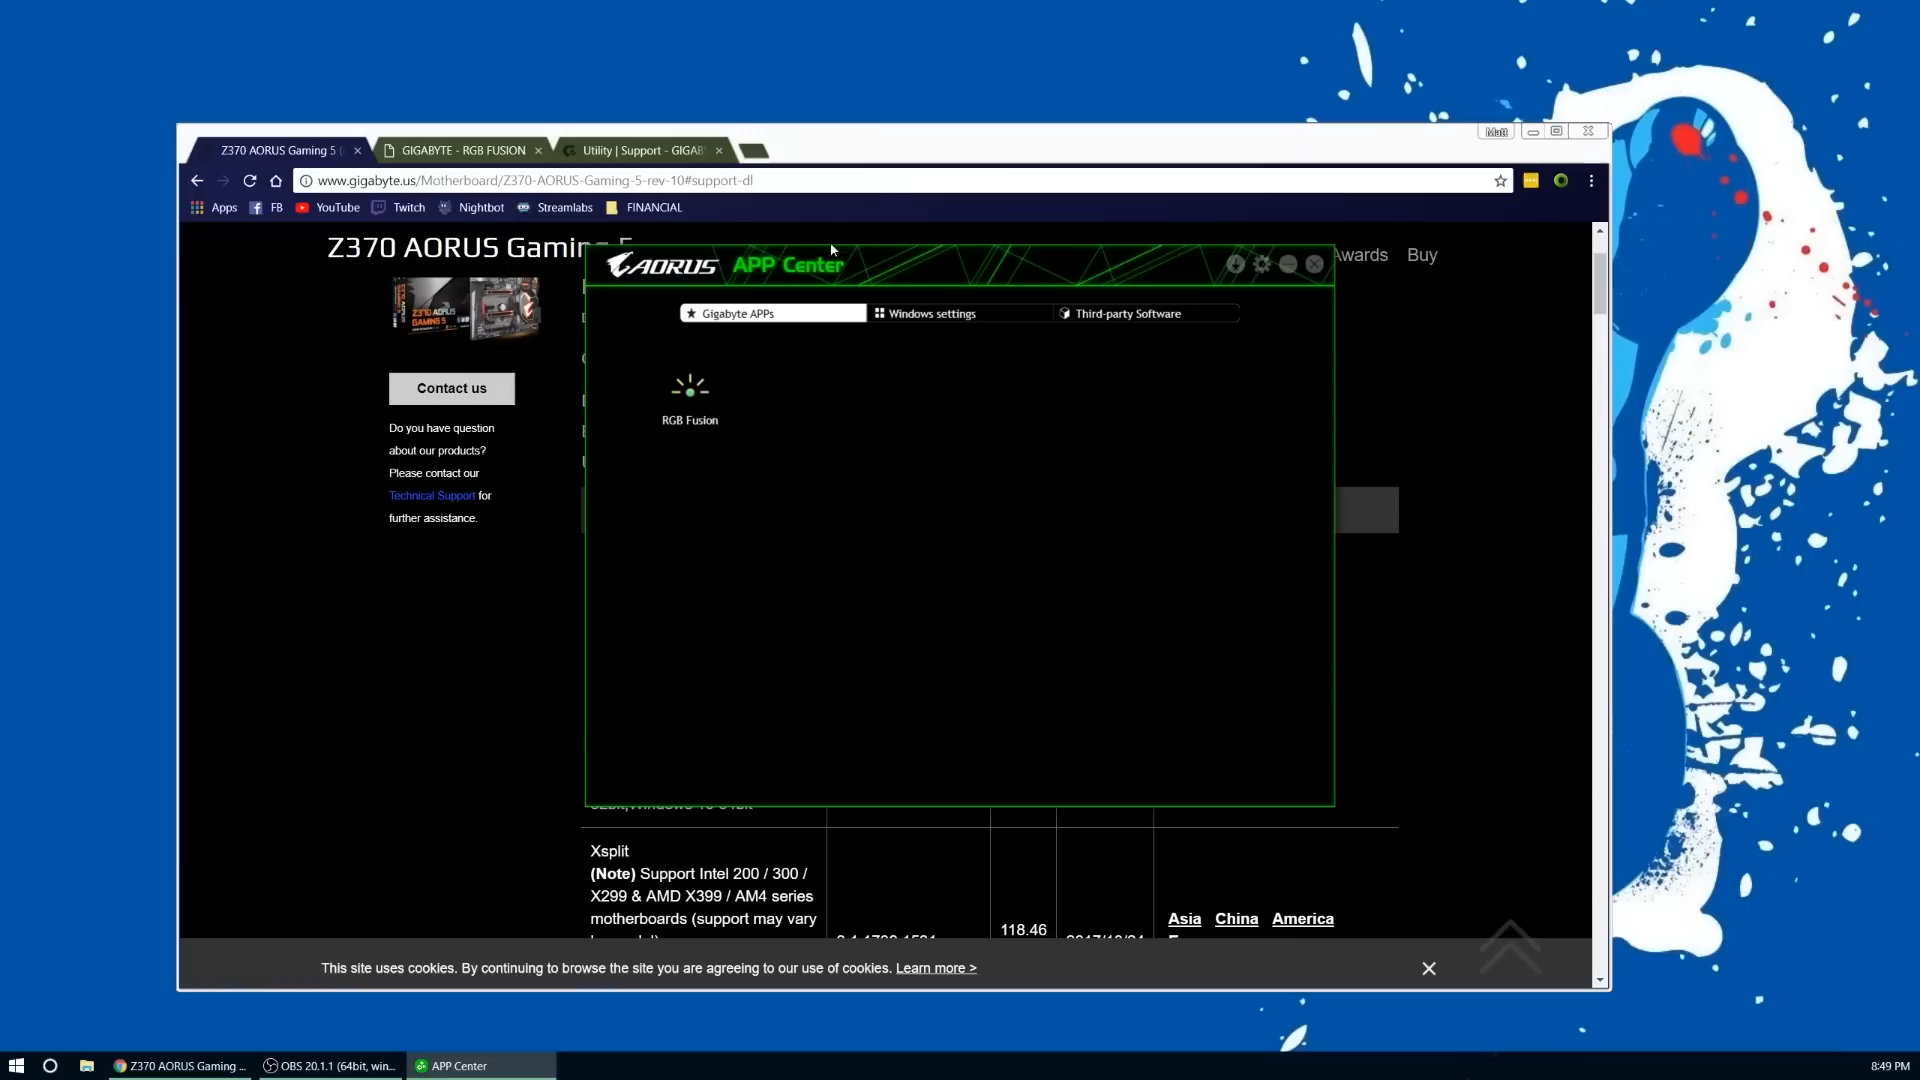 Matt
Z370 AORUS Gaming 5 (
GIGABYTE - RGB FUSION
Utility | Support - GIGAB
www.gigabyte.us/Motherboard/Z370-AORUS-Gaming-5-rev-10#support-dl
Apps
FB
YouTube
Twitch
Nightbot
Streamlabs
FINANCIAL
Z370 AORUS Gaming 5
Awards
Buy
AORUS APP Center
Gigabyte APPs
Windows settings
Third-party Software
RGB Fusion
Z370 AORUS
GAMING 5
Contact us
Do you have question
about our products?
Please contact our
Technical Support for
further assistance.
Xsplit
(Note) Support Intel 200 / 300 /
X299 & AMD X399 / AM4 series
motherboards (support may vary
118.46
Asia China America
This site uses cookies. By continuing to browse the site you are agreeing to our use of cookies. Learn more >
Z370 AORUS Gaming ...
OBS 20.1.1 (64bit, win...
APP Center
8:49 PM